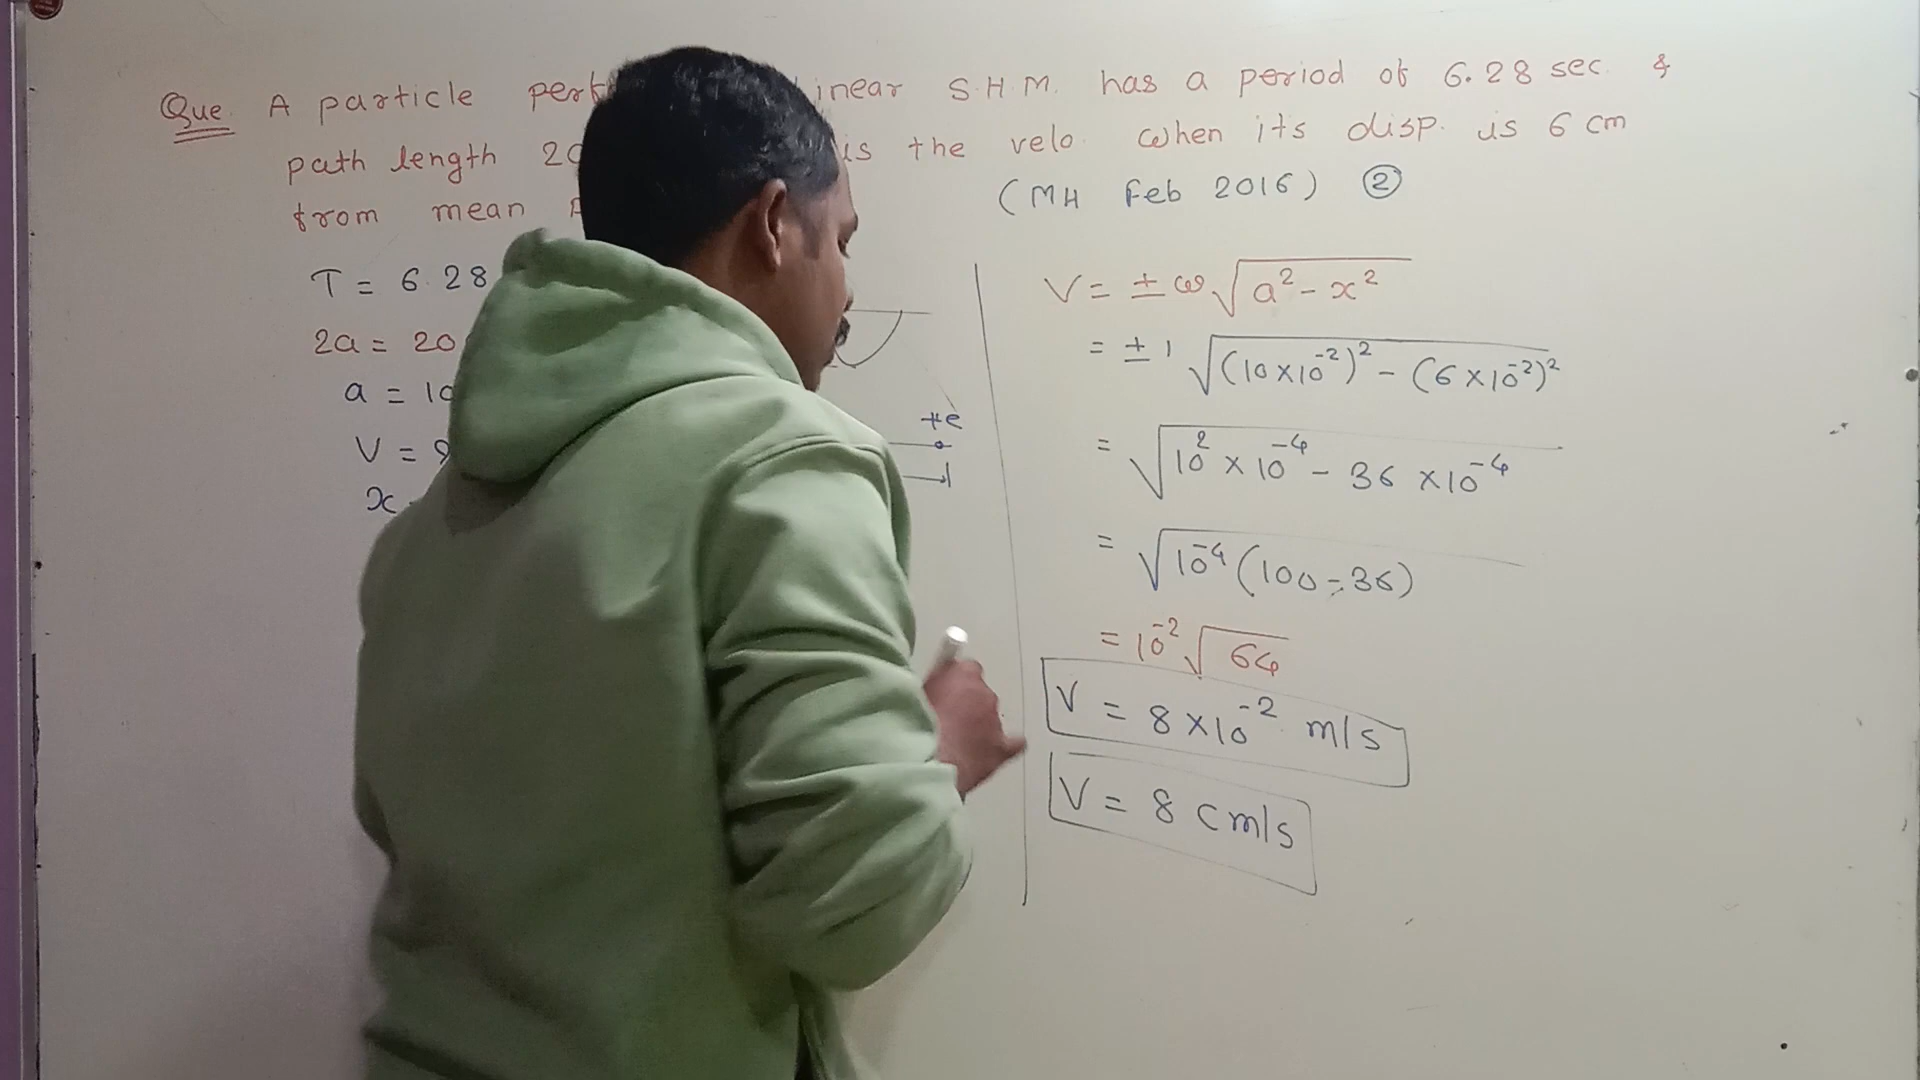 Que. A particle linear S.H.M. has a period of 6.28 sec. &
path length is the velo. when its disp. is 6 cm
from mean
(MH Feb 2016) ②
T = 6.28
2a = 20
a = 10
V =
x
+e
V = ± ω √(a² - x²)
= ± 1 √((10×10⁻²)² - (6×10⁻²)²)
= √(10² × 10⁻⁴ - 36 × 10⁻⁴)
= √(10⁻⁴ (100 - 36))
= 10⁻² √64
V = 8 × 10⁻² m/s
V = 8 cm/s